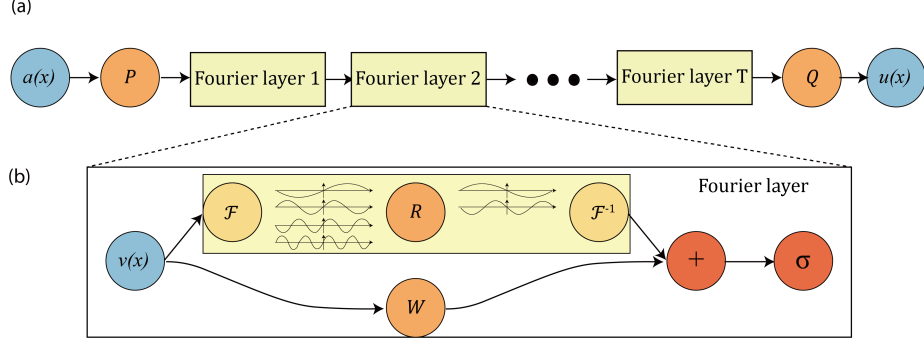 (a)
a(x) P Fourier layer 1 Fourier layer 2 Fourier layer T Q u(x)
(b)
Fourier layer
ℱ R ℱ⁻¹
v(x) + σ
W